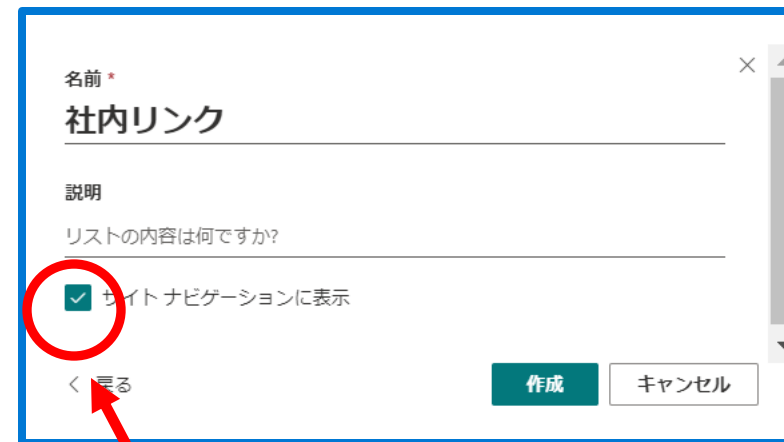 名前 *
社内リンク
説明
リストの内容は何ですか?
サイト ナビゲーションに表示
戻る
作成
キャンセル